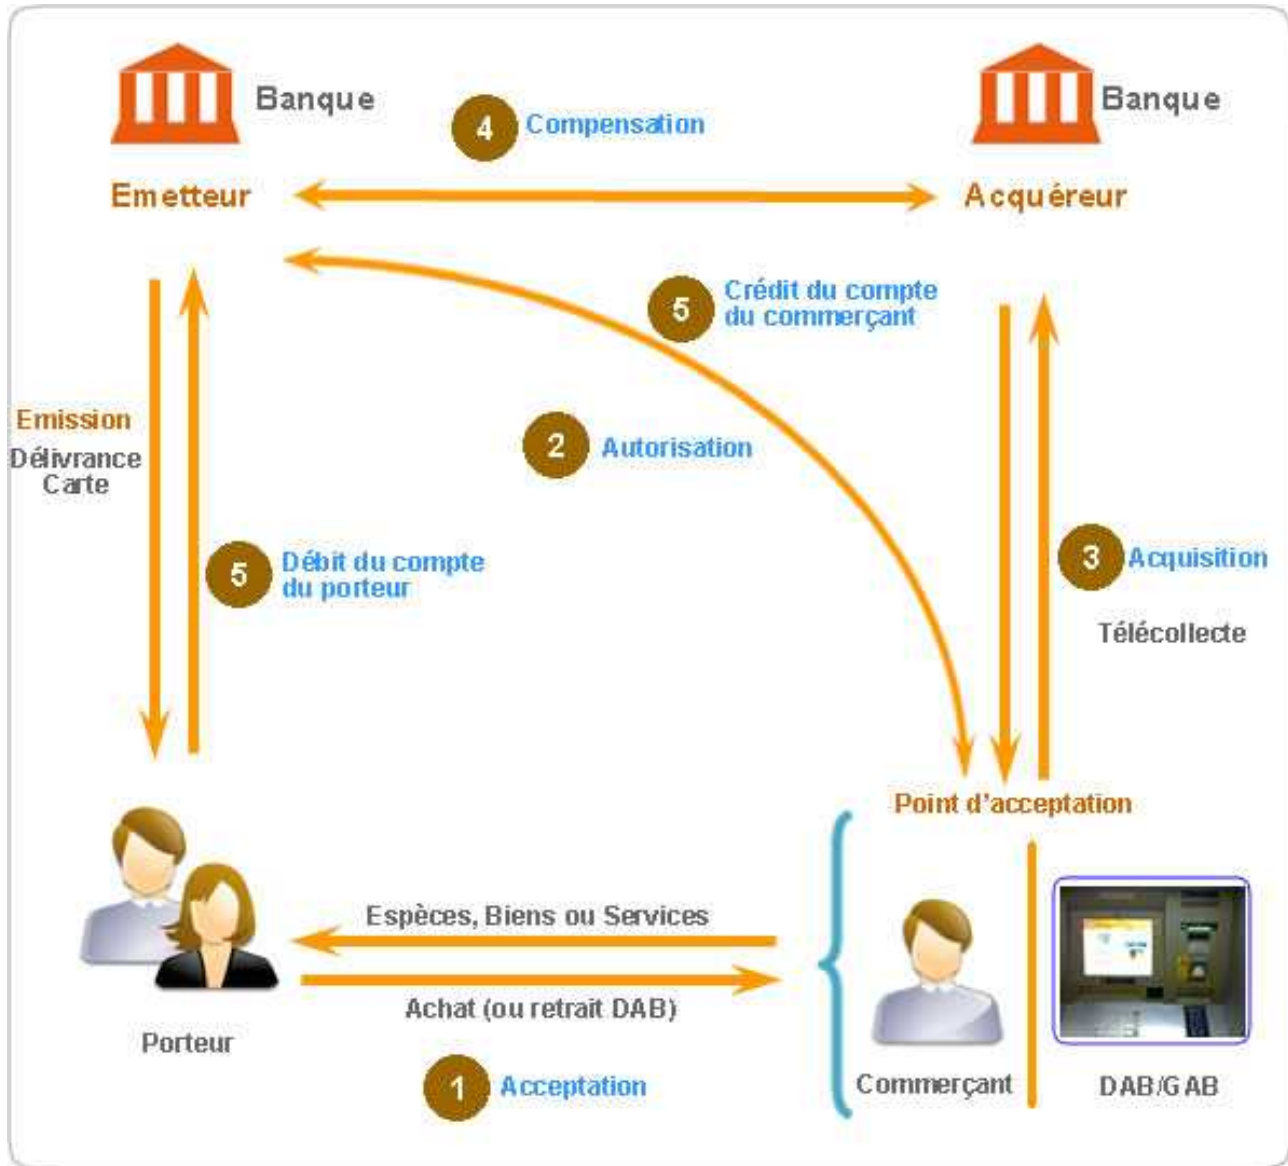 Banque
Banque
4
Compensation
Emetteur
Acquéreur
5
Crédit du compte
du commerçant
Emission
Délivrance
Carte
2
Autorisation
5
Débit du compte
du porteur
3
Acquisition
Télécollecte
Point d'acceptation
Espèces, Biens ou Services
Achat (ou retrait DAB)
Porteur
1
Acceptation
Commerçant
DAB/GAB